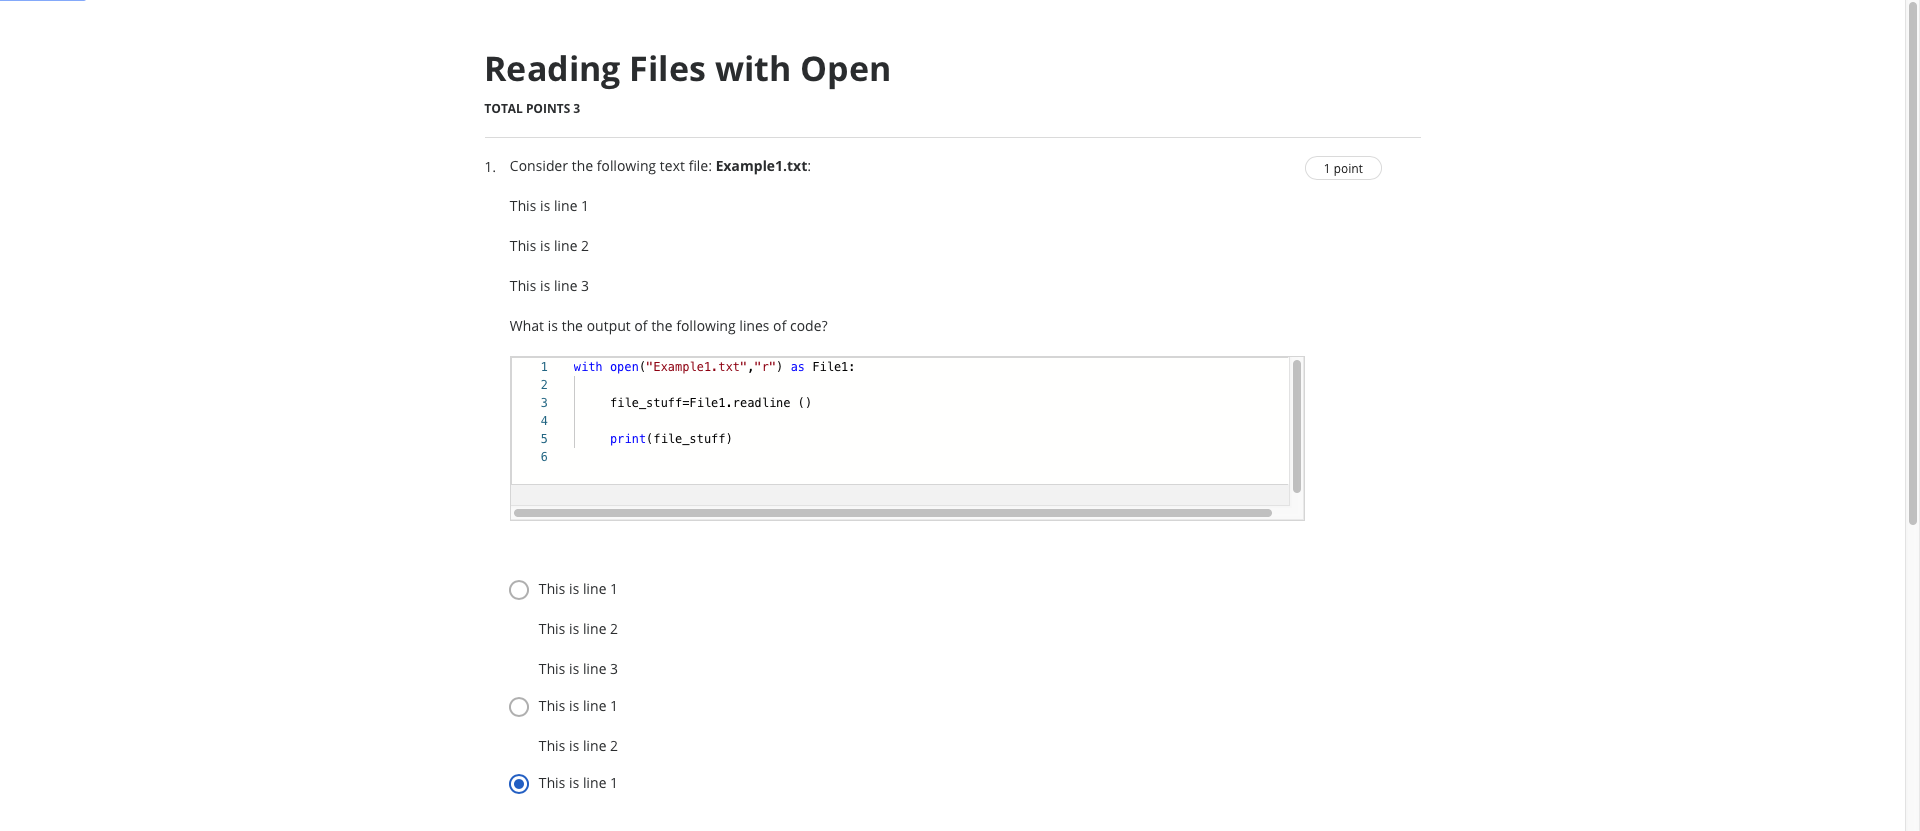 Reading Files with Open
TOTAL POINTS 3
1. Consider the following text file: Example1.txt:
1 point
This is line 1
This is line 2
This is line 3
What is the output of the following lines of code?
1 with open("Example1.txt","r") as File1:
2
3 file_stuff=File1.readline ()
4
5 print(file_stuff)
6
This is line 1
This is line 2
This is line 3
This is line 1
This is line 2
This is line 1